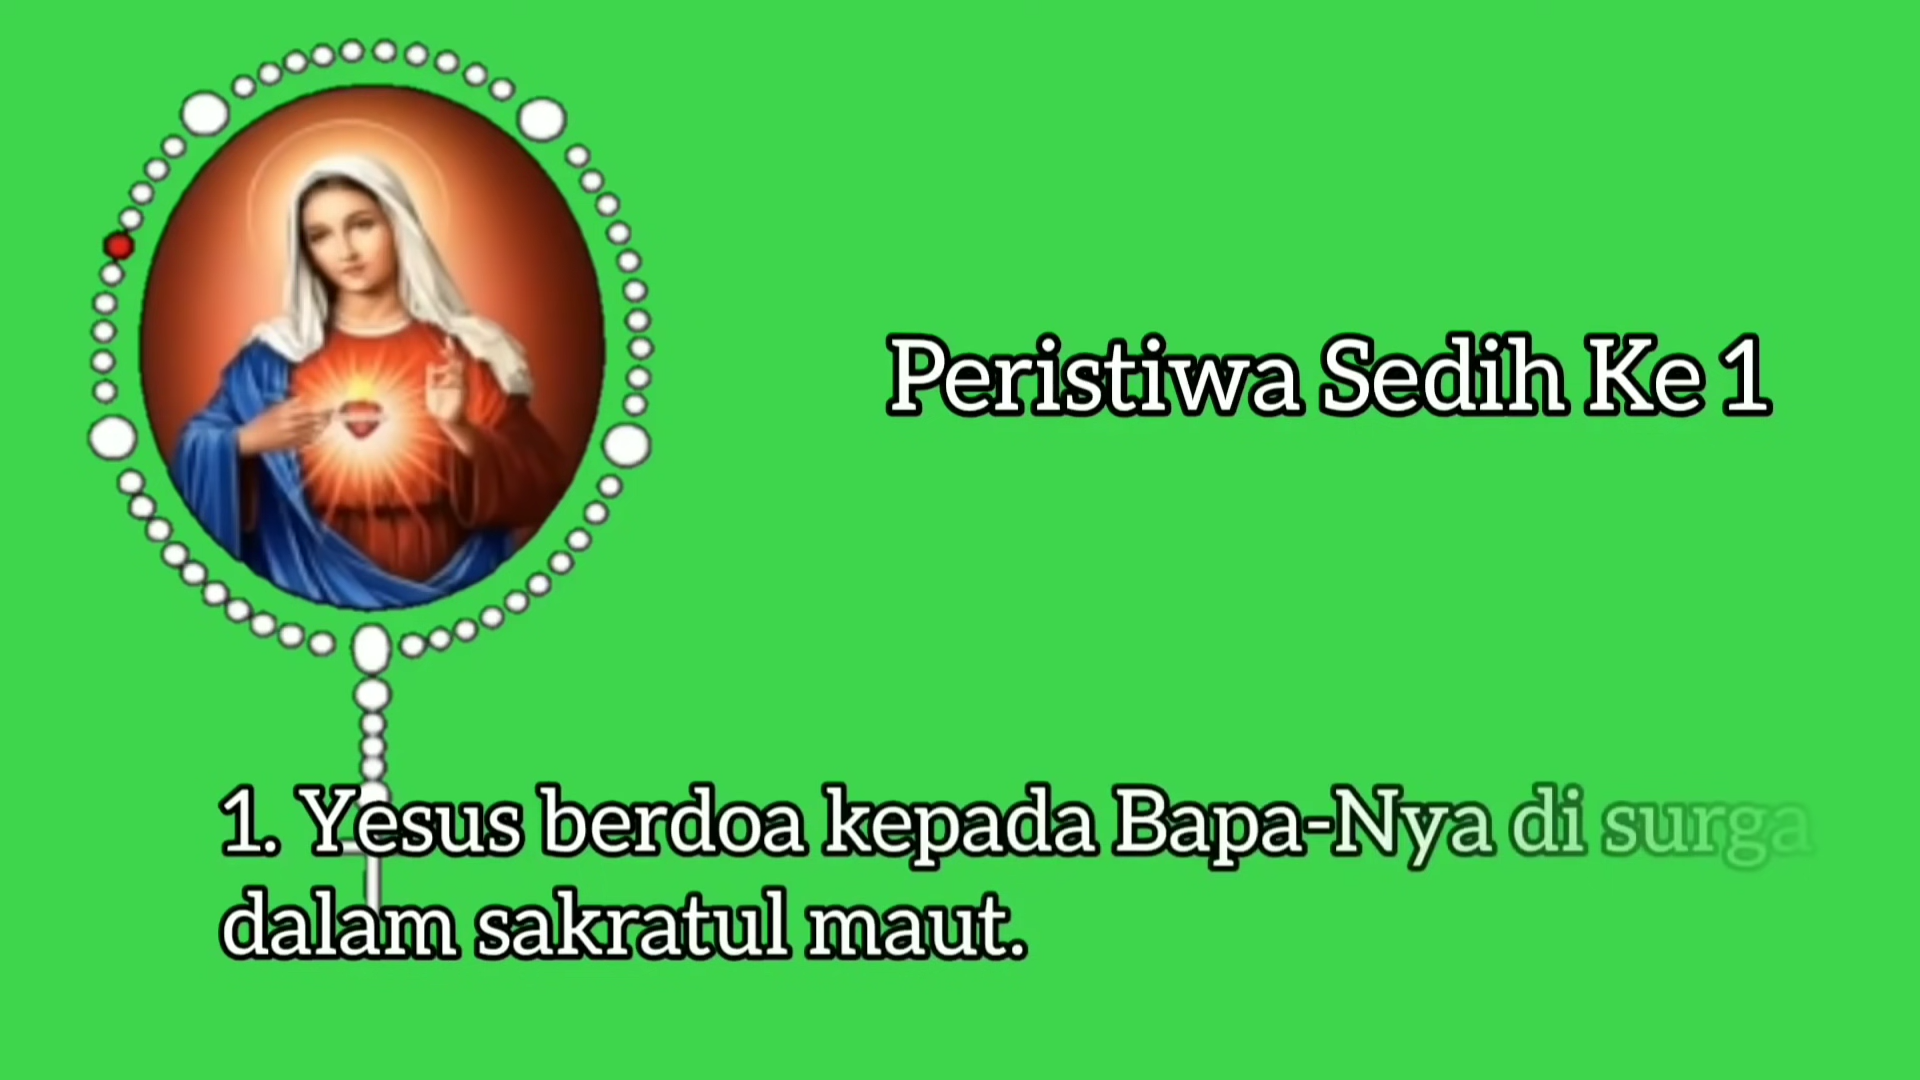 Peristiwa Sedih Ke 1
1. Yesus berdoa kepada Bapa-Nya di surga
dalam sakratul maut.